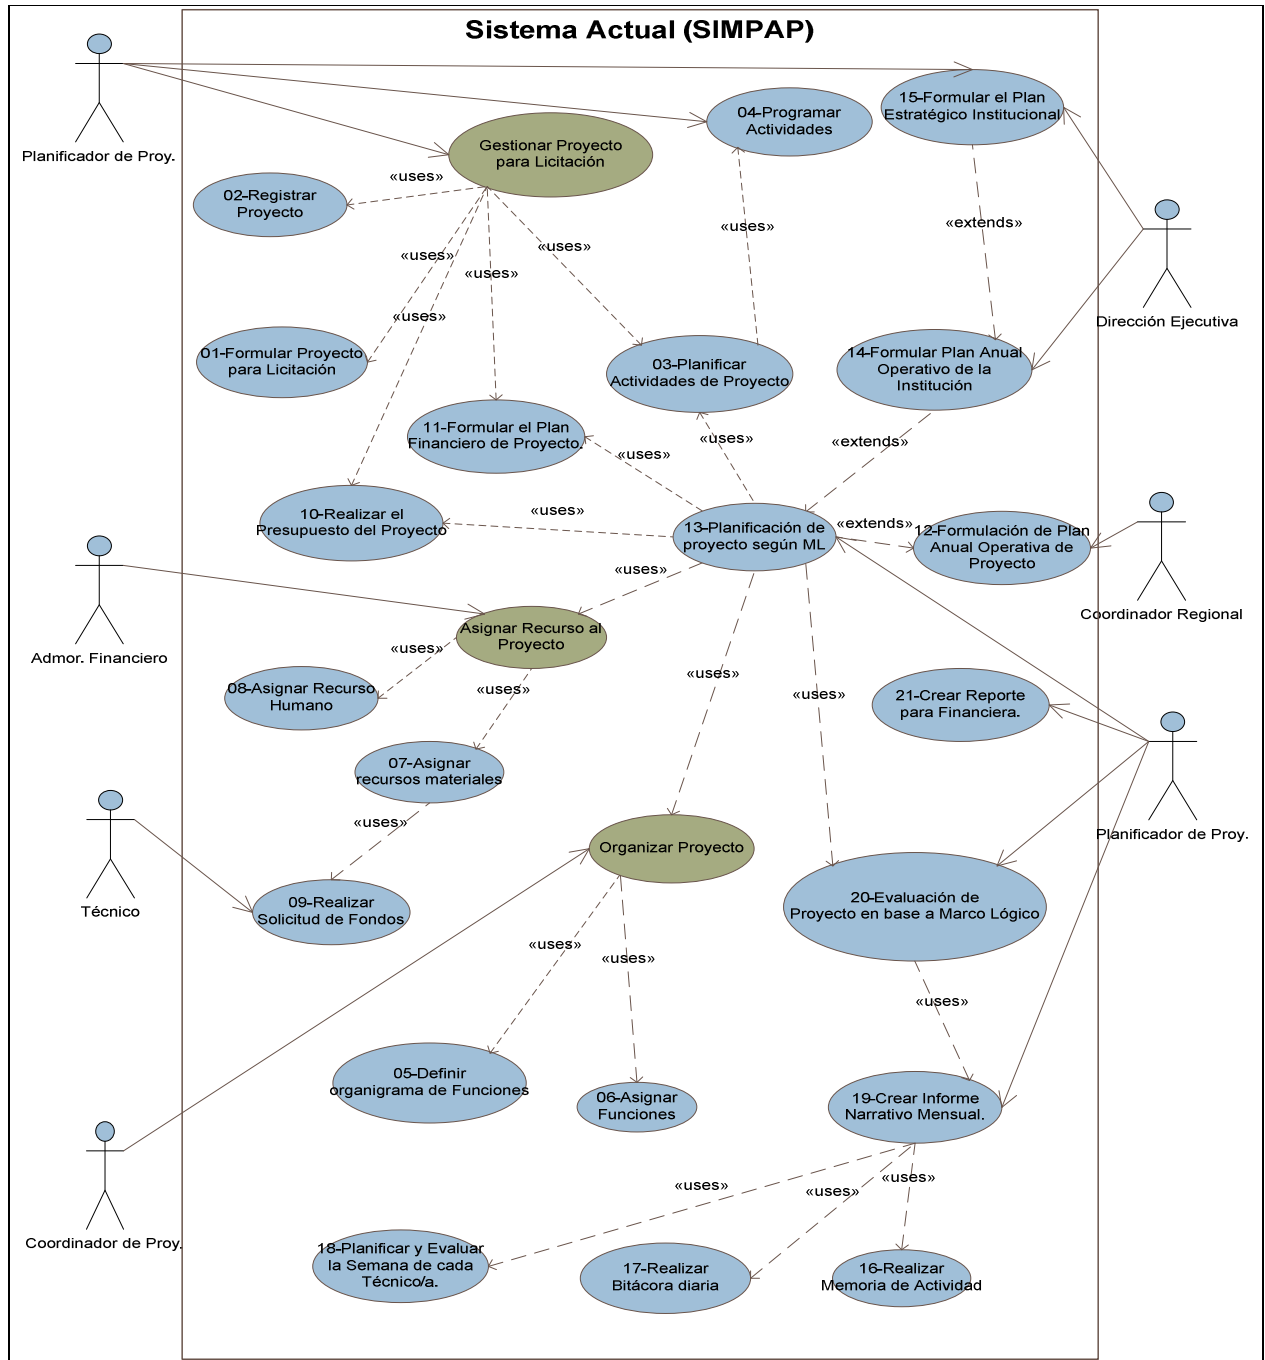 Sistema Actual (SIMPAP)
Planificador de Proy.
15-Formular el Plan
Estratégico Institucional
04-Programar
Actividades
Gestionar Proyecto
para Licitación
«uses»
02-Registrar
Proyecto
«uses»
«extends»
«uses»
«uses»
«uses»
«uses»
Dirección Ejecutiva
01-Formular Proyecto
para Licitación
03-Planificar
Actividades de Proyecto
14-Formular Plan Anual
Operativo de la
Institución
11-Formular el Plan
Financiero de Proyecto.
«uses»
«uses»
«extends»
10-Realizar el
Presupuesto del Proyecto
«uses»
13-Planificación de
proyecto según ML
«extends»
12-Formulación de Plan
Anual Operativa de
Proyecto
«uses»
Coordinador Regional
Admor. Financiero
Asignar Recurso al
Proyecto
«uses»
«uses»
«uses»
«uses»
08-Asignar Recurso
Humano
21-Crear Reporte
para Financiera.
07-Asignar
recursos materiales
«uses»
Planificador de Proy.
Organizar Proyecto
Técnico
09-Realizar
Solicitud de Fondos
20-Evaluación de
Proyecto en base a Marco Lógico
«uses»
«uses»
«uses»
05-Definir
organigrama de Funciones
06-Asignar
Funciones
19-Crear Informe
Narrativo Mensual.
Coordinador de Proy.
«uses»
«uses»
«uses»
18-Planificar y Evaluar
la Semana de cada
Técnico/a.
17-Realizar
Bitácora diaria
16-Realizar
Memoria de Actividad